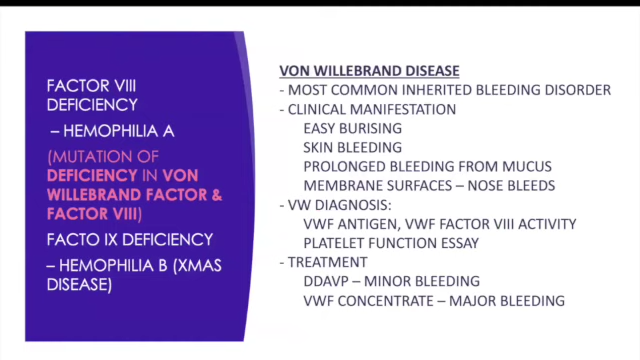 FACTOR VIII
DEFICIENCY
– HEMOPHILIA A
(MUTATION OF
DEFICIENCY IN VON
WILLEBRAND FACTOR &
FACTOR VIII)
FACTO IX DEFICIENCY
– HEMOPHILIA B (XMAS
DISEASE)
VON WILLEBRAND DISEASE
- MOST COMMON INHERITED BLEEDING DISORDER
- CLINICAL MANIFESTATION
EASY BURISING
SKIN BLEEDING
PROLONGED BLEEDING FROM MUCUS
MEMBRANE SURFACES – NOSE BLEEDS
- VW DIAGNOSIS:
VWF ANTIGEN, VWF FACTOR VIII ACTIVITY
PLATELET FUNCTION ESSAY
- TREATMENT
DDAVP – MINOR BLEEDING
VWF CONCENTRATE – MAJOR BLEEDING